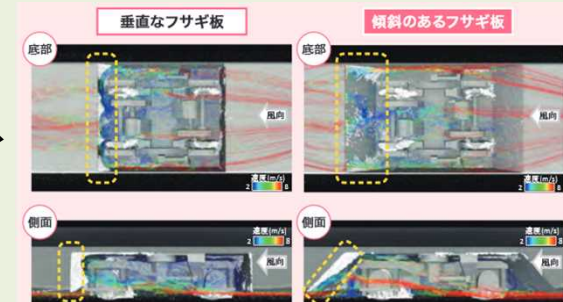 垂直なフサギ板
傾斜のあるフサギ板
底部
底部
風向
風向
速度(m/s)
2 8
速度(m/s)
2 8
側面
側面
速度(m/s)
2 8
速度(m/s)
2 8
風向
風向